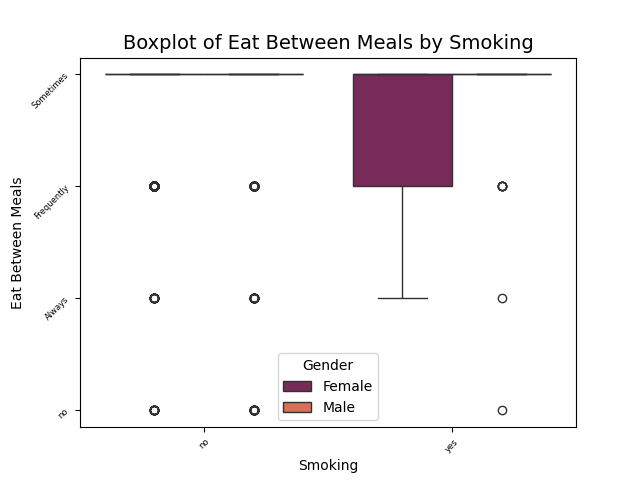 Boxplot of Eat Between Meals by Smoking
Eat Between Meals
Sometimes
Frequently
Always
no
Gender
Female
Male
no
yes
Smoking